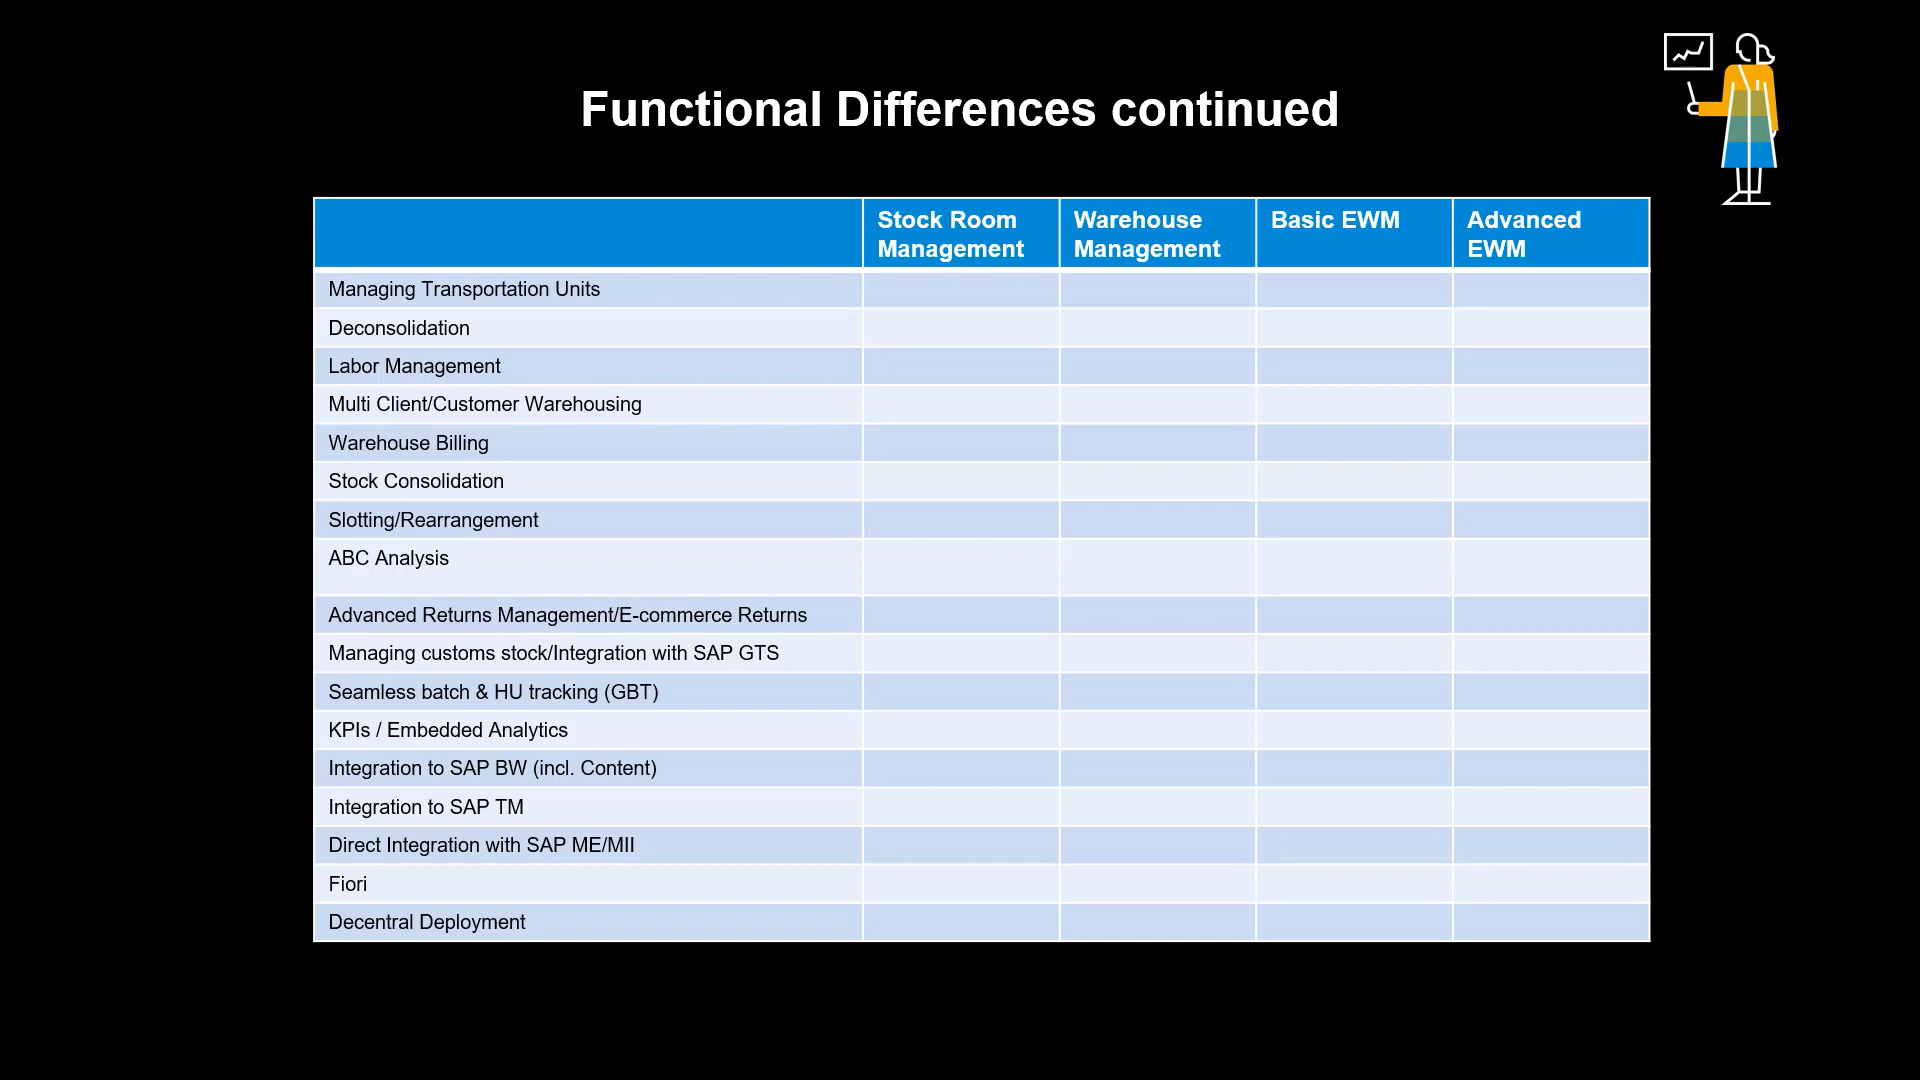 Functional Differences continued
Stock Room Management
Warehouse Management
Basic EWM
Advanced EWM
Managing Transportation Units
Deconsolidation
Labor Management
Multi Client/Customer Warehousing
Warehouse Billing
Stock Consolidation
Slotting/Rearrangement
ABC Analysis
Advanced Returns Management/E-commerce Returns
Managing customs stock/Integration with SAP GTS
Seamless batch & HU tracking (GBT)
KPIs / Embedded Analytics
Integration to SAP BW (incl. Content)
Integration to SAP TM
Direct Integration with SAP ME/MII
Fiori
Decentral Deployment